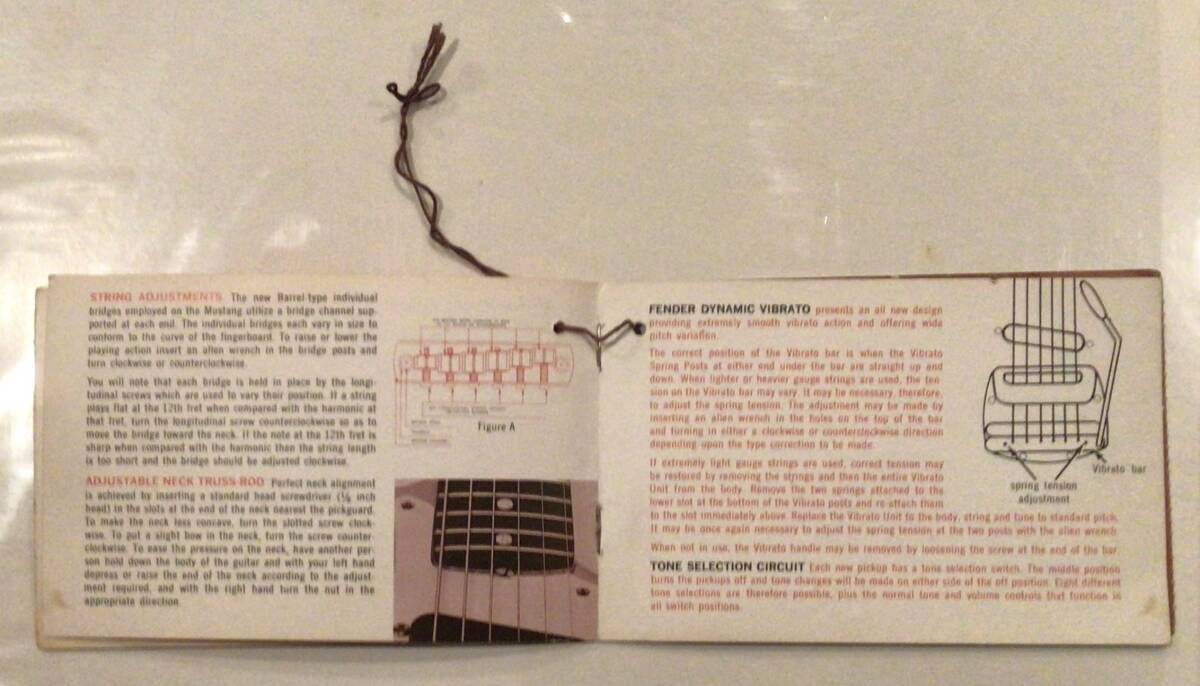 STRING ADJUSTMENTS The new Barrel-type individual
bridges employed on the Mustang utilize a bridge channel sup-
ported at each end. The individual bridges each vary in size to
conform to the curve of the fingerboard. To raise or lower the
playing action insert an allen wrench in the bridge posts and
turn clockwise or counterclockwise.
You will note that each bridge is held in place by the longi-
tudinal screws which are used to vary their position. If a string
plays flat at the 12th fret when compared with the harmonic at
that fret, turn the longitudinal screw counterclockwise so as to
move the bridge toward the neck. If the note at the 12th fret is
sharp when compared with the harmonic then the string length
is too short and the bridge should be adjusted clockwise.
ADJUSTABLE NECK TRUSS ROD Perfect neck alignment
is achieved by inserting a standard head screwdriver (¼ inch
head) in the slots at the end of the neck nearest the pickguard.
To make the neck less concave, turn the slotted screw clock-
wise. To put a slight bow in the neck, turn the screw counter-
clockwise. To ease the pressure on the neck, have another per-
son hold down the body of the guitar and with your left hand
depress or raise the end of the neck according to the adjust-
ment required, and with the right hand turn the nut in the
appropriate direction.
Figure A
FENDER DYNAMIC VIBRATO presents an all new design
providing extremely smooth vibrato action and offering wide
pitch variation.
The correct position of the Vibrato bar is when the Vibrato
Spring Posts at either end under the bar are straight up and
down. When lighter or heavier gauge strings are used, the ten-
sion on the Vibrato bar may vary. It may be necessary, therefore,
to adjust the spring tension. The adjustment may be made by
inserting an allen wrench in the holes on the top of the bar
and turning in either a clockwise or counterclockwise direction
depending upon the type correction to be made.
If extremely light gauge strings are used, correct tension may
be restored by removing the strings and then the entire Vibrato
Unit from the body. Remove the two springs attached to the
lower slot at the bottom of the Vibrato posts and re-attach them
to the slot immediately above. Replace the Vibrato Unit to the body, string and tune to standard pitch.
It may be once again necessary to adjust the spring tension at the two posts with the allen wrench.
When not in use, the Vibrato handle may be removed by loosening the screw at the end of the bar.
TONE SELECTION CIRCUIT Each new pickup has a tone selection switch. The middle position
turns the pickups off and tone changes will be made on either side of the off position. Eight different
tone selections are therefore possible, plus the normal tone and volume controls that function in
all switch positions.
Vibrato bar
spring tension
adjustment